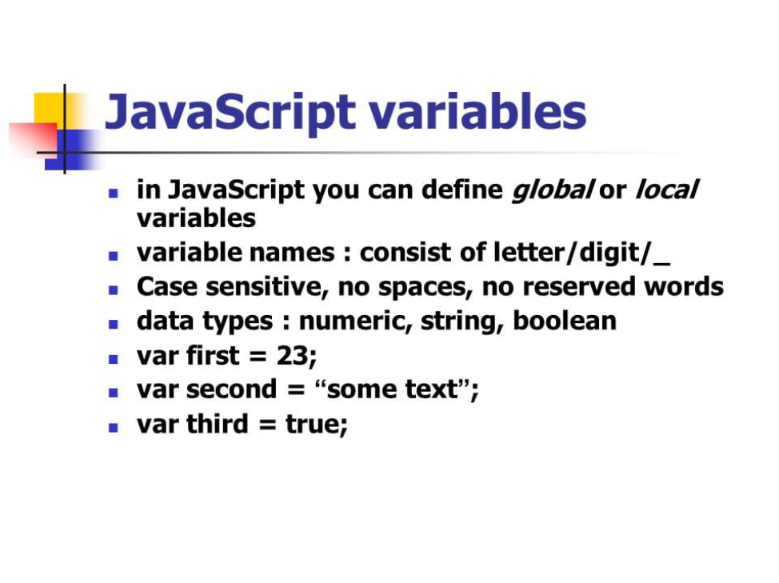 JavaScript variables
in JavaScript you can define global or local
variables
variable names : consist of letter/digit/_
Case sensitive, no spaces, no reserved words
data types : numeric, string, boolean
var first = 23;
var second = “some text”;
var third = true;